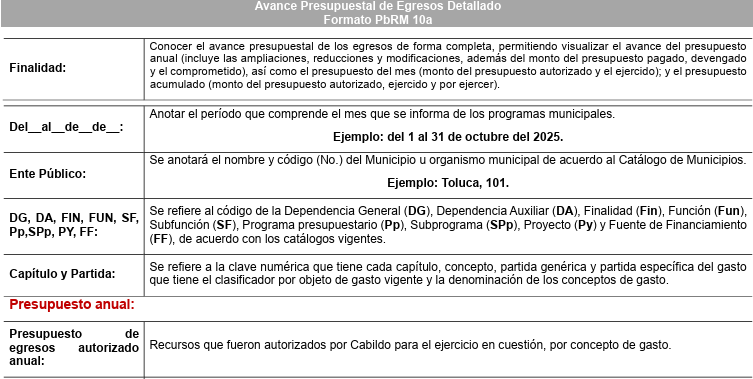 Avance Presupuestal de Egresos Detallado
Formato PbRM 10a
Finalidad:
Conocer el avance presupuestal de los egresos de forma completa, permitiendo visualizar el avance del presupuesto
anual (incluye las ampliaciones, reducciones y modificaciones, además del monto del presupuesto pagado, devengado
y el comprometido), así como el presupuesto del mes (monto del presupuesto autorizado y el ejercido); y el presupuesto
acumulado (monto del presupuesto autorizado, ejercido y por ejercer).
Del__al__de__de__:
Anotar el período que comprende el mes que se informa de los programas municipales.
Ejemplo: del 1 al 31 de octubre del 2025.
Ente Público:
Se anotará el nombre y código (No.) del Municipio u organismo municipal de acuerdo al Catálogo de Municipios.
Ejemplo: Toluca, 101.
DG, DA, FIN, FUN, SF,
Pp,SPp, PY, FF:
Se refiere al código de la Dependencia General (DG), Dependencia Auxiliar (DA), Finalidad (Fin), Función (Fun),
Subfunción (SF), Programa presupuestario (Pp), Subprograma (SPp), Proyecto (Py) y Fuente de Financiamiento
(FF), de acuerdo con los catálogos vigentes.
Capítulo y Partida:
Se refiere a la clave numérica que tiene cada capítulo, concepto, partida genérica y partida específica del gasto
que tiene el clasificador por objeto de gasto vigente y la denominación de los conceptos de gasto.
Presupuesto anual:
Presupuesto de
egresos autorizado
anual:
Recursos que fueron autorizados por Cabildo para el ejercicio en cuestión, por concepto de gasto.